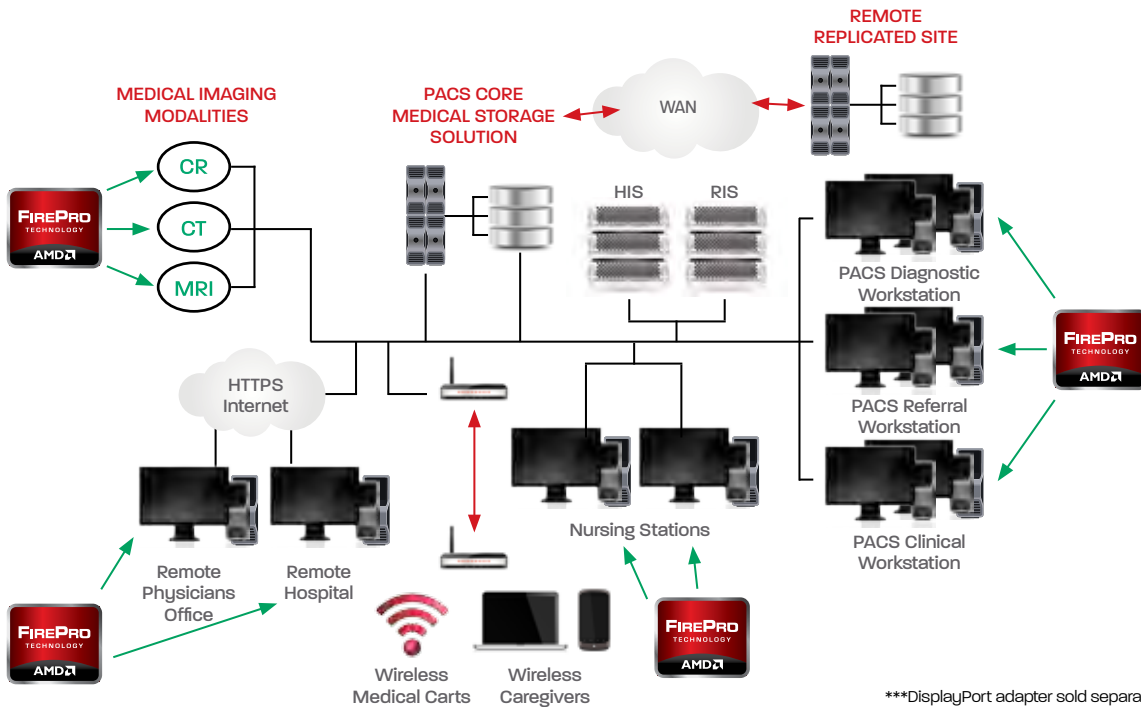 REMOTE
REPLICATED SITE
MEDICAL IMAGING
MODALITIES
PACS CORE
MEDICAL STORAGE
SOLUTION
WAN
CR
CT
MRI
FIREPRO
TECHNOLOGY
AMD
HIS
RIS
PACS Diagnostic
Workstation
FIREPRO
TECHNOLOGY
AMD
PACS Referral
Workstation
HTTPS
Internet
PACS Clinical
Workstation
Nursing Stations
Remote
Physicians
Office
Remote
Hospital
FIREPRO
TECHNOLOGY
AMD
FIREPRO
TECHNOLOGY
AMD
Wireless
Medical Carts
Wireless
Caregivers
***DisplayPort adapter sold separa